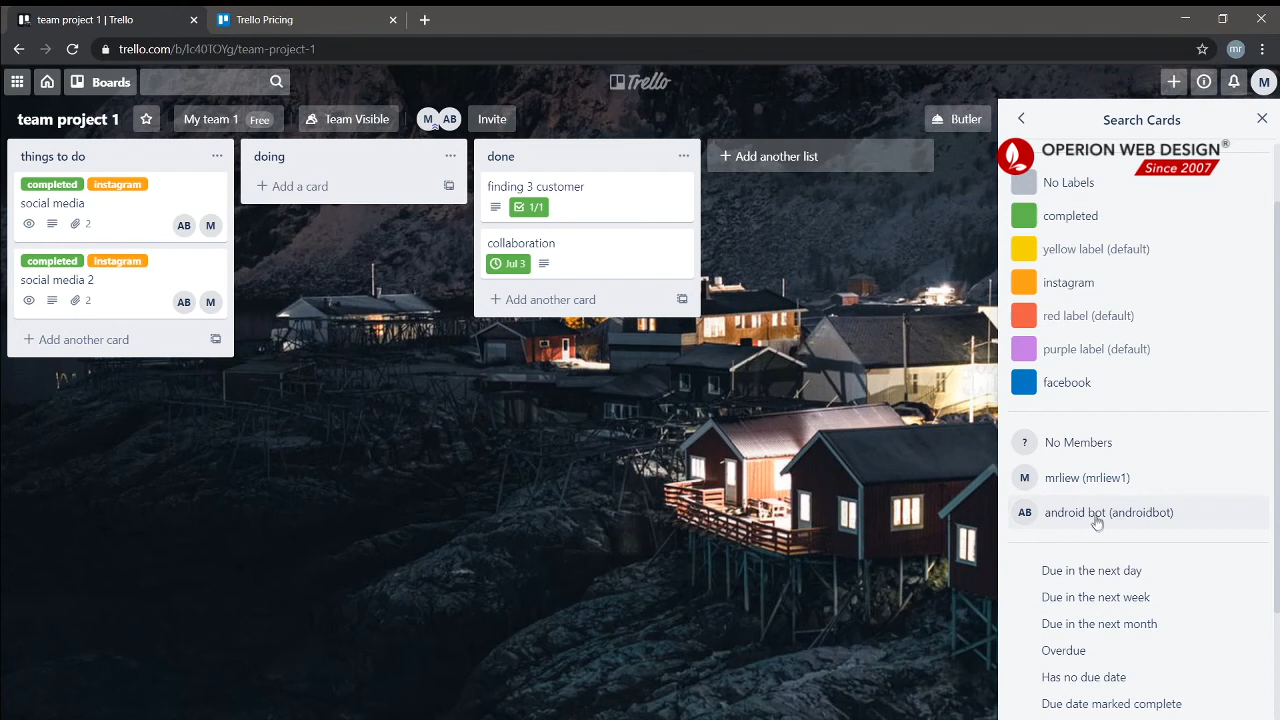 team project 1 | Trello
Trello Pricing
trello.com/b/lc40TOYg/team-project-1
mr
Boards
Trello
M
team project 1
My team 1 Free
Team Visible
M AB
Invite
Butler
things to do
completed instagram
social media
2
AB M
completed instagram
social media 2
2
AB M
Add another card
doing
Add a card
done
finding 3 customer
1/1
collaboration
Jul 3
Add another card
Add another list
Search Cards
OPERION WEB DESIGN®
Since 2007
No Labels
completed
yellow label (default)
instagram
red label (default)
purple label (default)
facebook
? No Members
M mrliew (mrliew1)
AB android bot (androidbot)
Due in the next day
Due in the next week
Due in the next month
Overdue
Has no due date
Due date marked complete